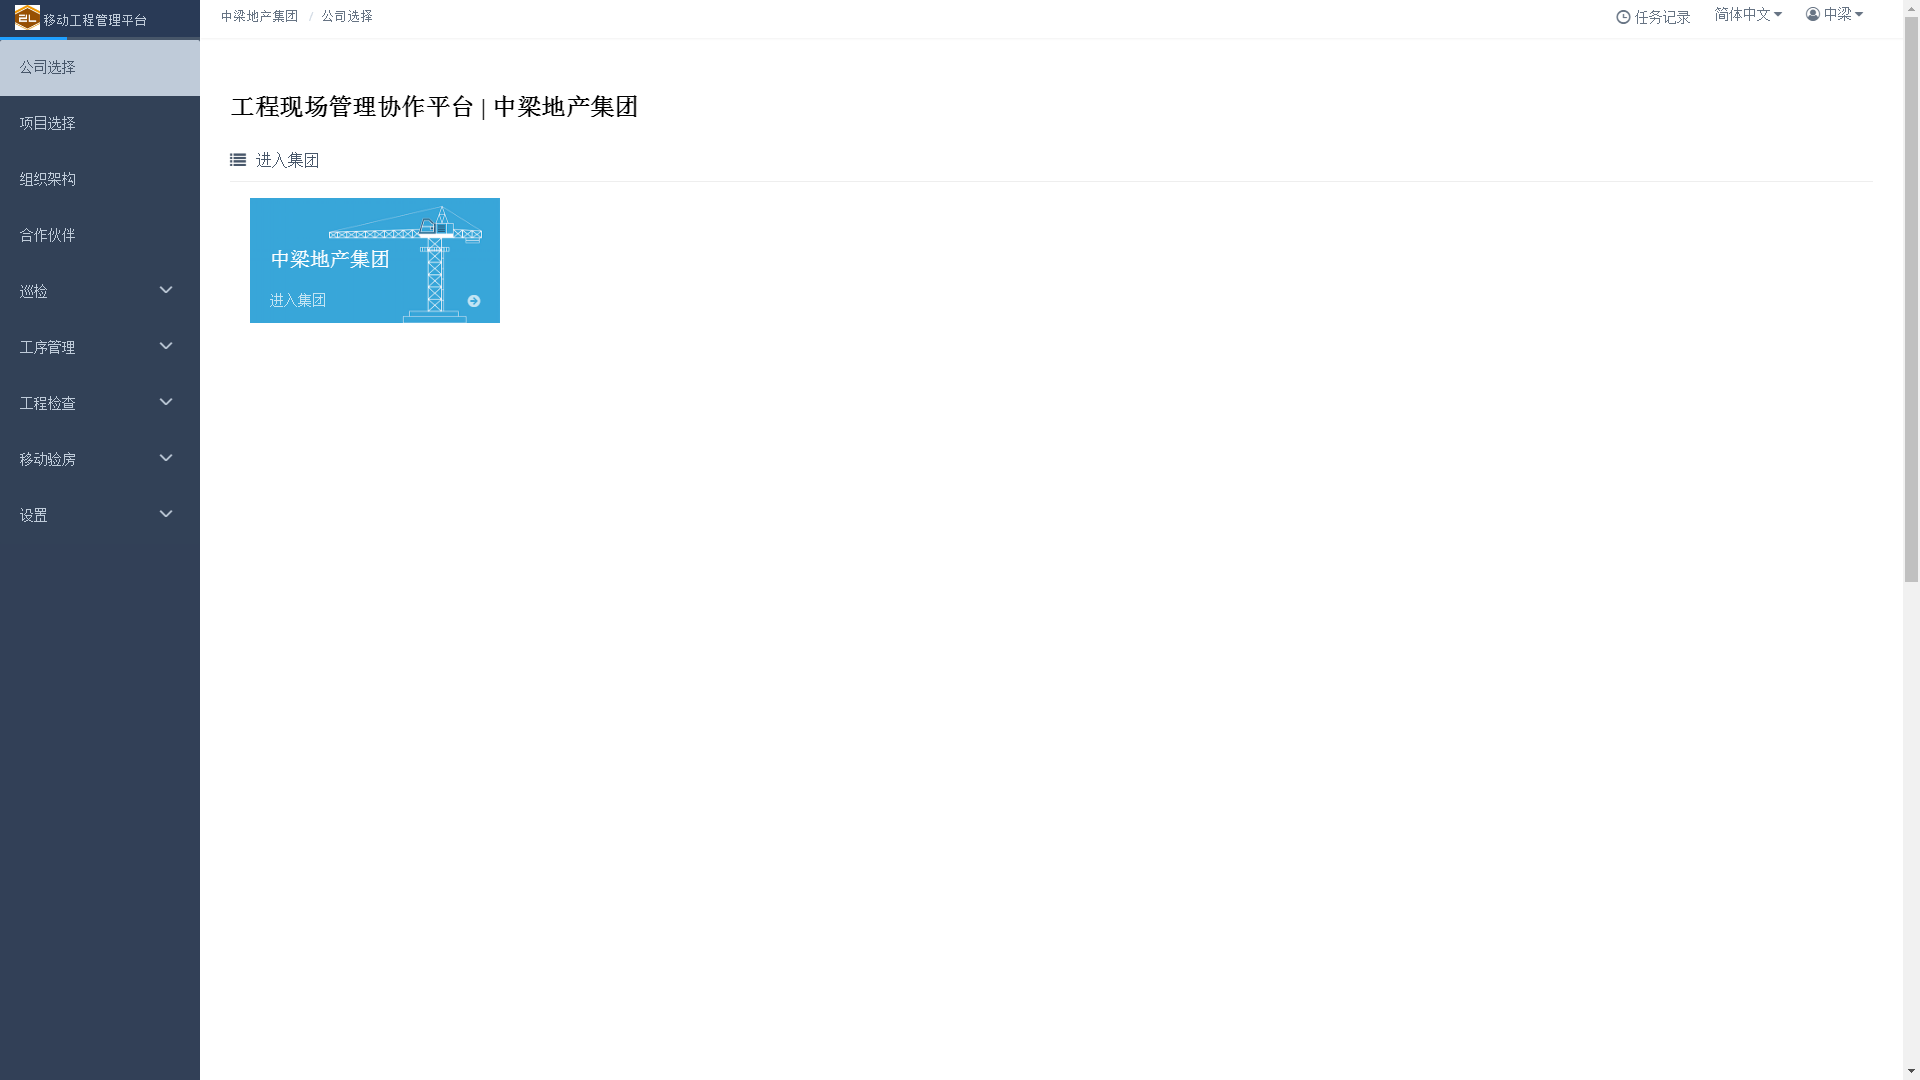 移动工程管理平台
中梁地产集团 / 公司选择
任务记录
简体中文
中梁
公司选择
项目选择
组织架构
合作伙伴
巡检
工序管理
工程检查
移动验房
设置
工程现场管理协作平台 | 中梁地产集团
进入集团
中梁地产集团
进入集团